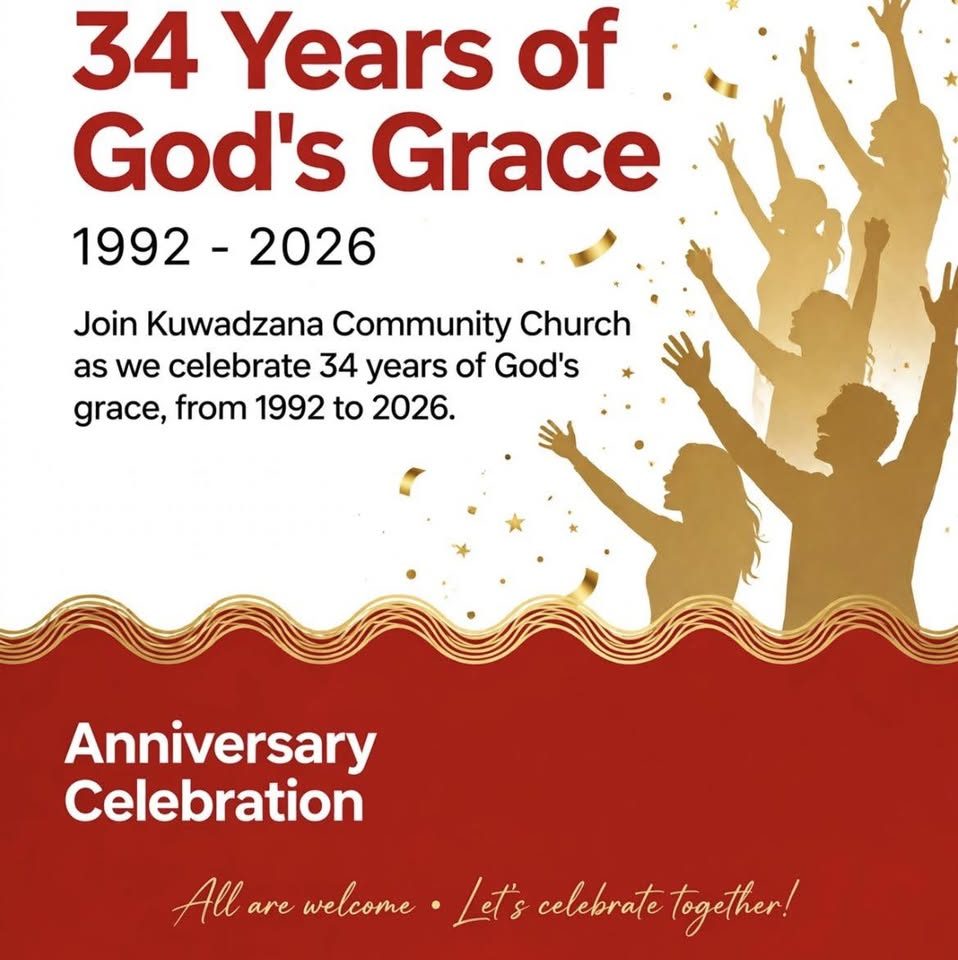 34 Years of
God's Grace
1992 - 2026
Join Kuwadzana Community Church
as we celebrate 34 years of God's
grace, from 1992 to 2026.
Anniversary
Celebration
All are welcome • Let's celebrate together!